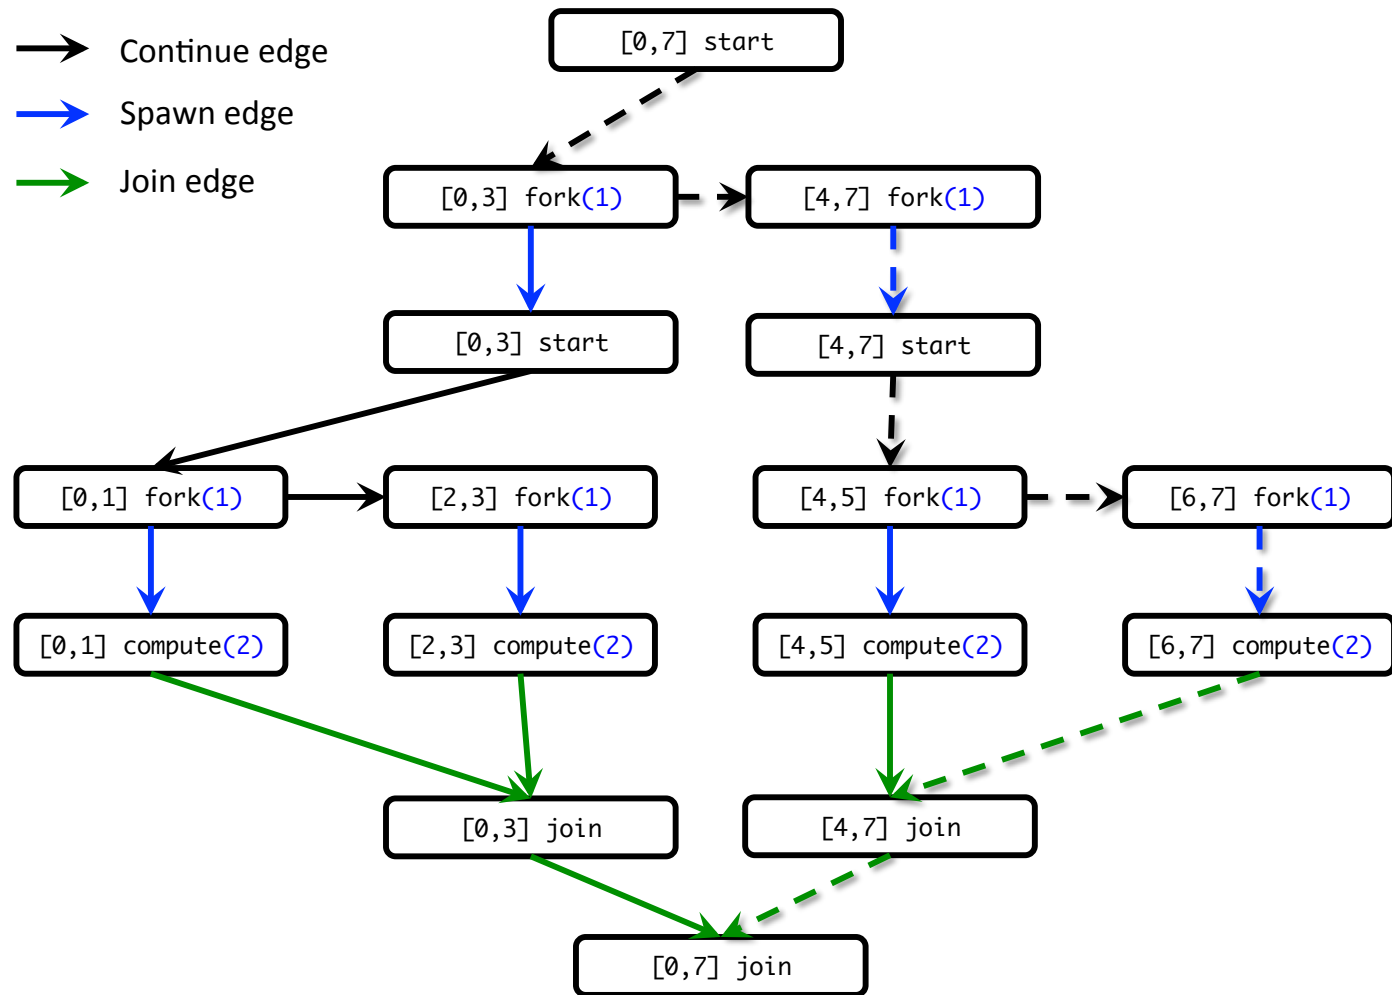 [0,7] start
Continue edge
Spawn edge
Join edge
[0,3] fork(1)
[4,7] fork(1)
[0,3] start
[4,7] start
[0,1] fork(1)
[2,3] fork(1)
[4,5] fork(1)
[6,7] fork(1)
[0,1] compute(2)
[2,3] compute(2)
[4,5] compute(2)
[6,7] compute(2)
[0,3] join
[4,7] join
[0,7] join